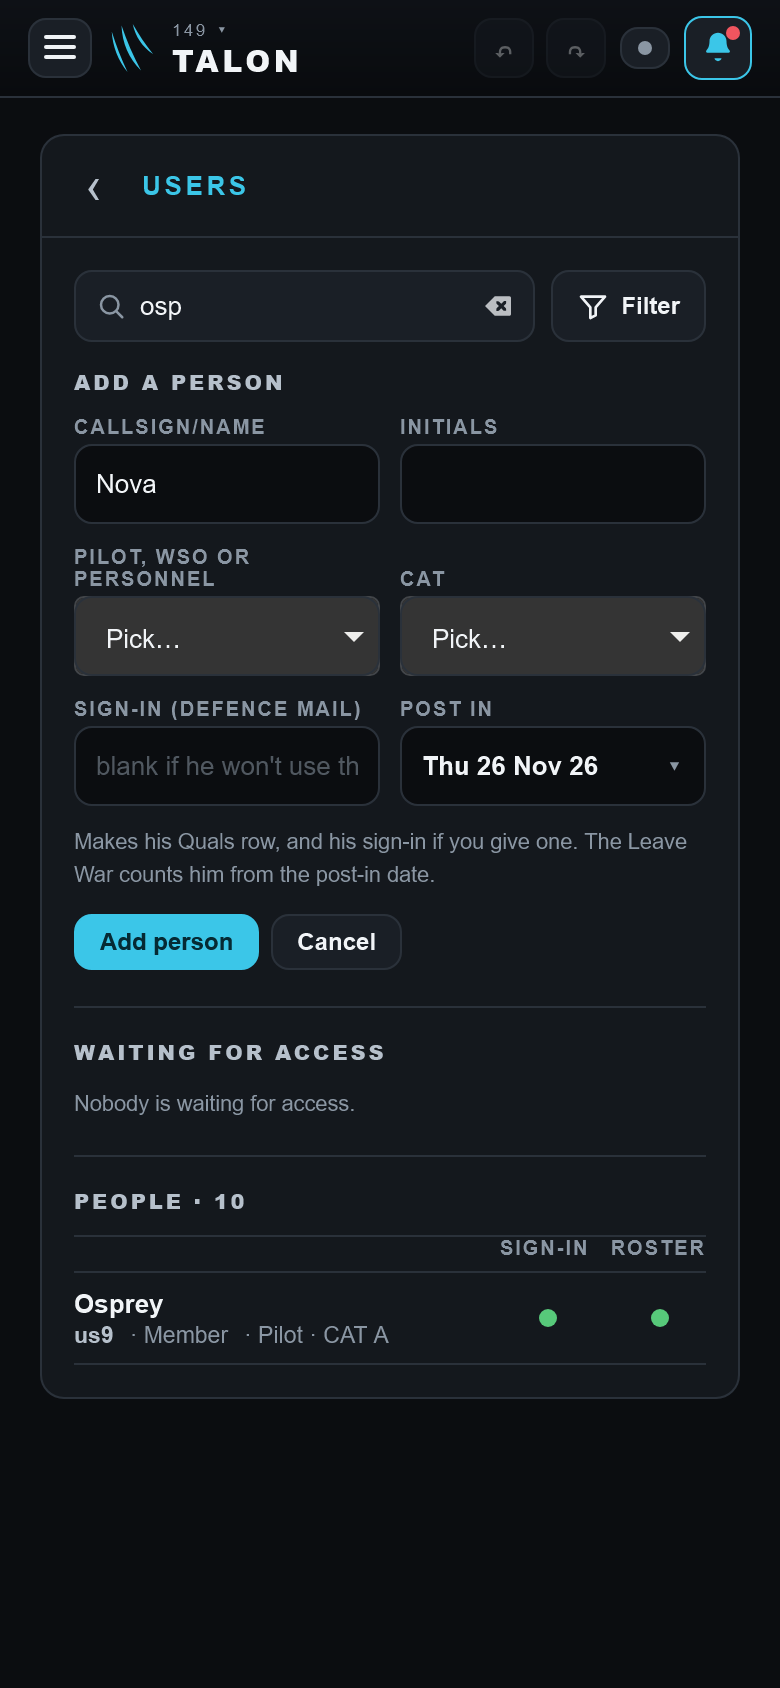 149 ▾
TALON
USERS
osp
Filter
ADD A PERSON
CALLSIGN/NAME
INITIALS
Nova
PILOT, WSO OR
PERSONNEL
CAT
Pick...
Pick...
SIGN-IN (DEFENCE MAIL)
POST IN
blank if he won't use th
Thu 26 Nov 26
Makes his Quals row, and his sign-in if you give one. The Leave
War counts him from the post-in date.
Add person
Cancel
WAITING FOR ACCESS
Nobody is waiting for access.
PEOPLE · 10
SIGN-IN
ROSTER
Osprey
us9 · Member · Pilot · CAT A